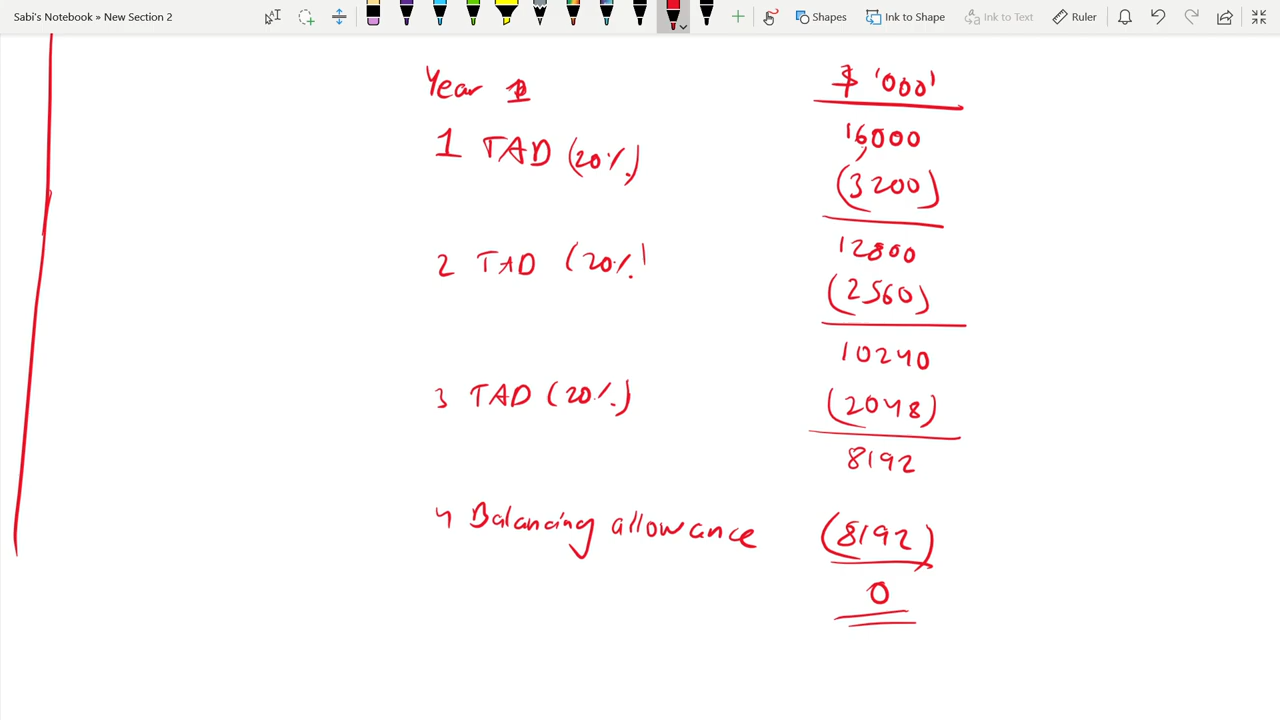 Sabi's Notebook » New Section 2
Shapes
Ink to Shape
Ink to Text
Ruler
Year $ '000'
16000
1 TAD (20%)
(3200)
12800
2 TAD (20%)
(2560)
10240
3 TAD (20%)
(2048)
8192
4 Balancing allowance (8192)
0